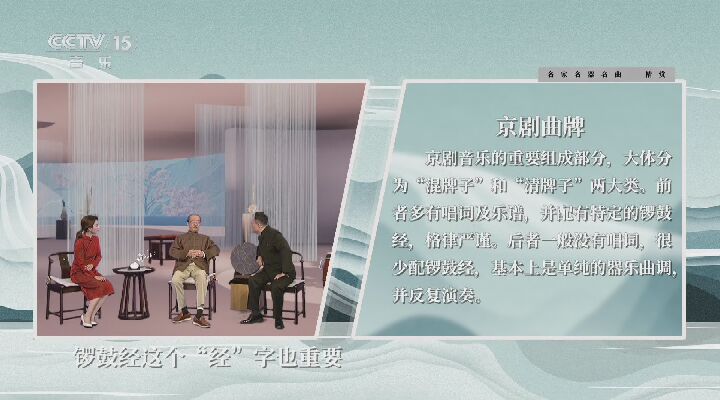 CCTV 15
音乐
名家名器名曲 精致
京剧曲牌
京剧音乐的重要组成部分，大体分
为“混牌子”和“清牌子”两大类。前
者多有唱词及乐谱，并配有特定的锣鼓
经，格律严谨。后者一般没有唱词，很
少配锣鼓经，基本上是单纯的器乐曲调，
并反复演奏。
锣鼓经这个“经”字也重要